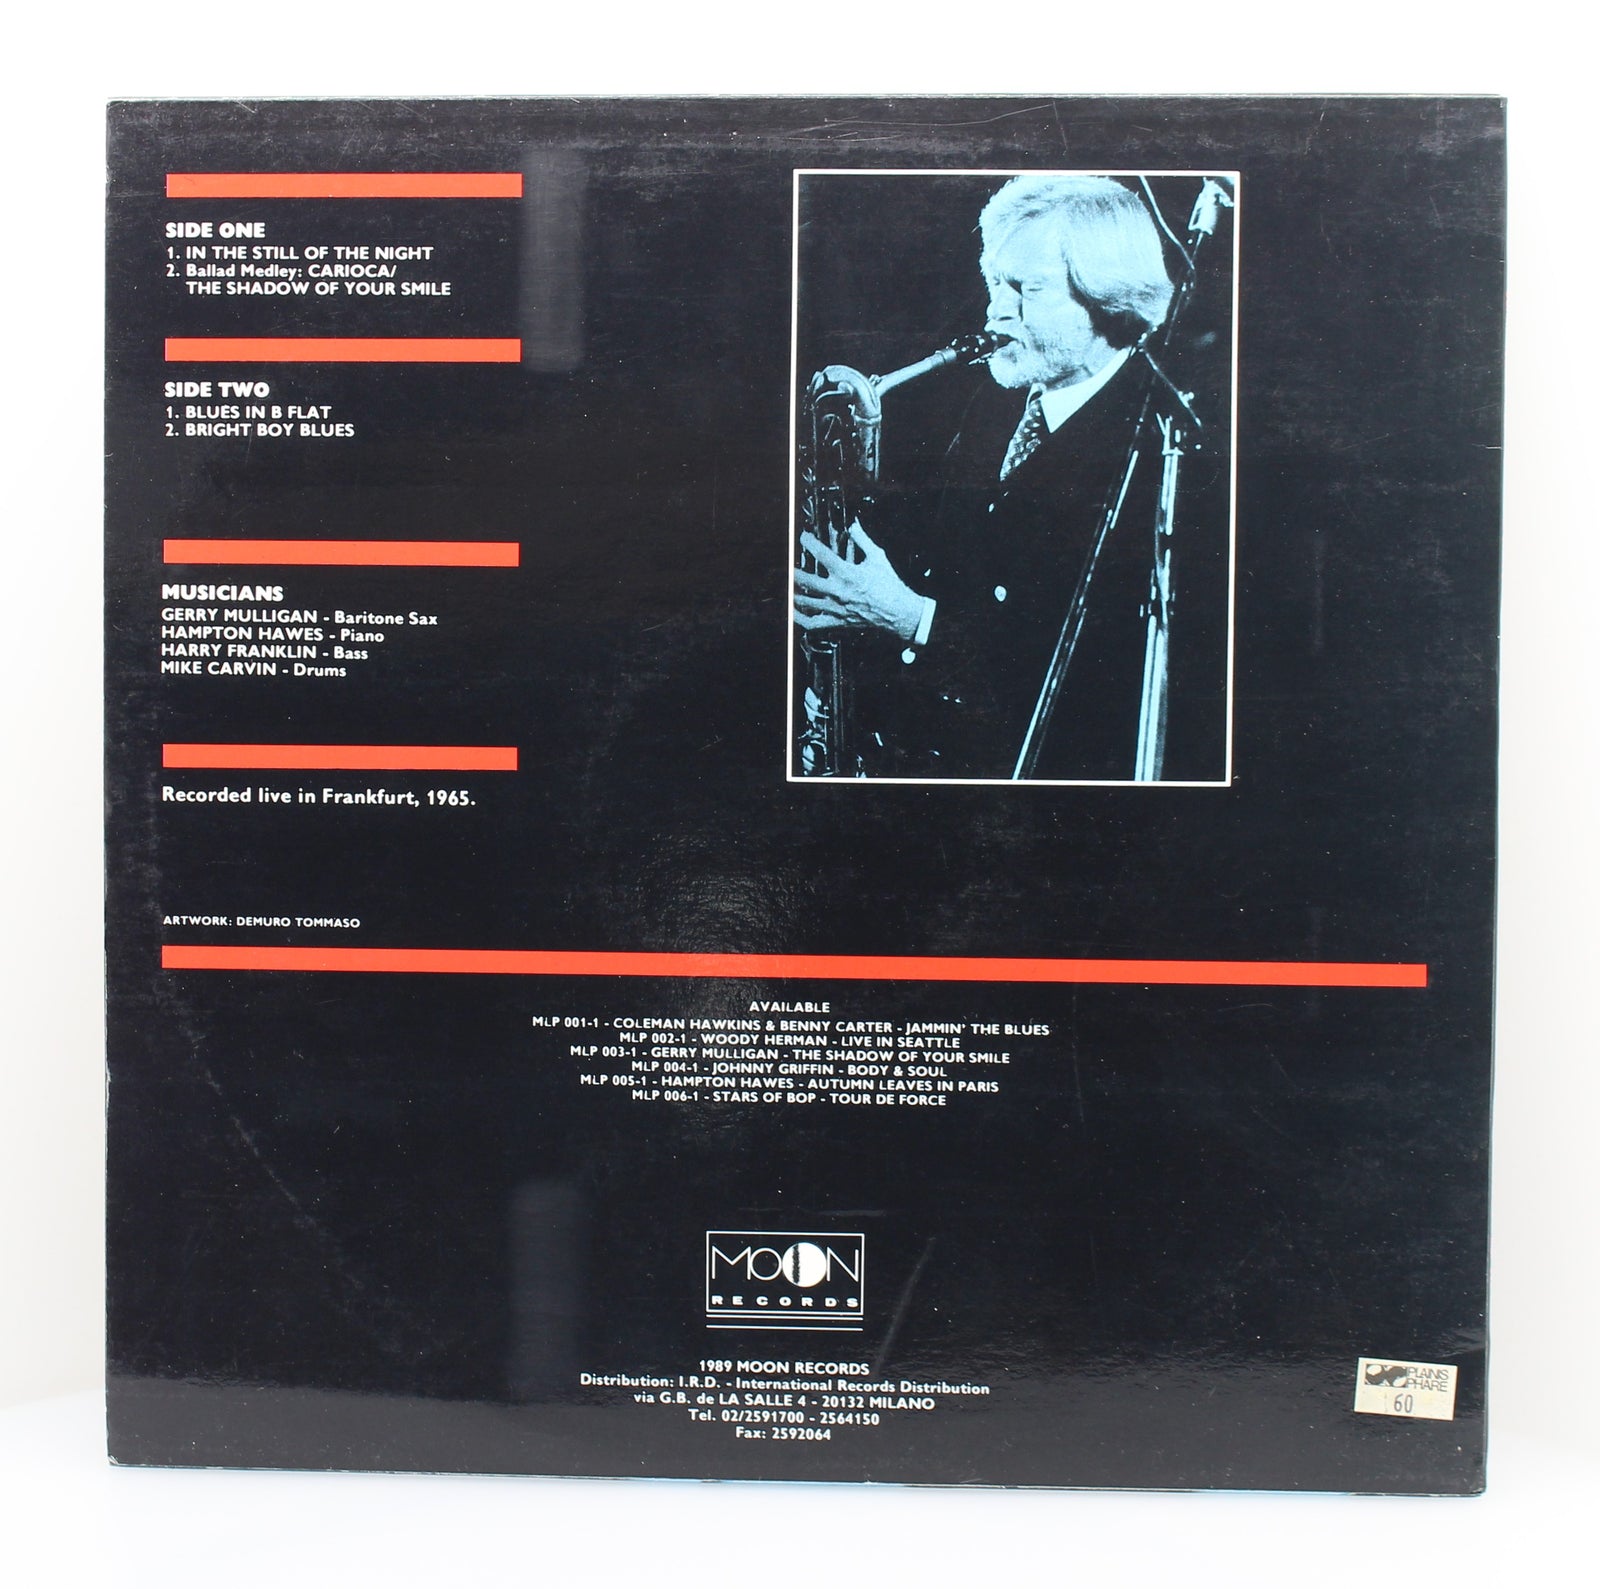 SIDE ONE
1. IN THE STILL OF THE NIGHT
2. Ballad Medley: CARIOCA/
THE SHADOW OF YOUR SMILE
SIDE TWO
1. BLUES IN B FLAT
2. BRIGHT BOY BLUES
MUSICIANS
GERRY MULLIGAN - Baritone Sax
HAMPTON HAWES - Piano
HARRY FRANKLIN - Bass
MIKE CARVIN - Drums
Recorded live in Frankfurt, 1965.
ARTWORK: DEMURO TOMMASO
AVAILABLE
MLP 001-1 - COLEMAN HAWKINS & BENNY CARTER - JAMMIN' THE BLUES
MLP 002-1 - WOODY HERMAN - LIVE IN SEATTLE
MLP 003-1 - GERRY MULLIGAN - THE SHADOW OF YOUR SMILE
MLP 004-1 - JOHNNY GRIFFIN - BODY & SOUL
MLP 005-1 - HAMPTON HAWES - AUTUMN LEAVES IN PARIS
MLP 006-1 - STARS OF BOP - TOUR DE FORCE
MOON
RECORDS
1989 MOON RECORDS
Distribution: I.R.D. - International Records Distribution
via G.B. de LA SALLE 4 - 20132 MILANO
Tel. 02/2591700 - 2564150
Fax: 2592064
PLAINIS
PHARE
60